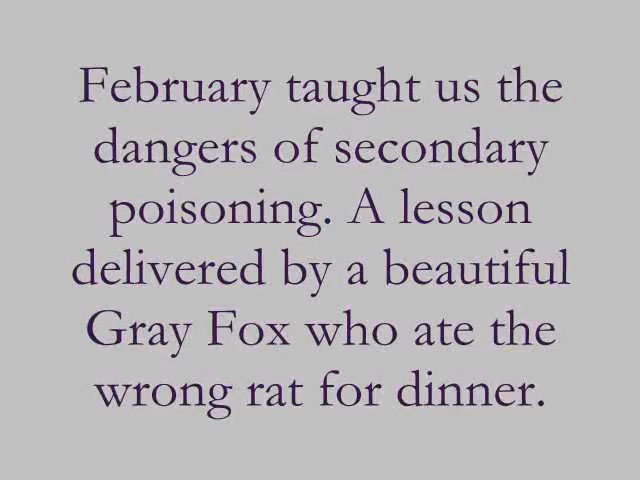 February taught us the
dangers of secondary
poisoning. A lesson
delivered by a beautiful
Gray Fox who ate the
wrong rat for dinner.